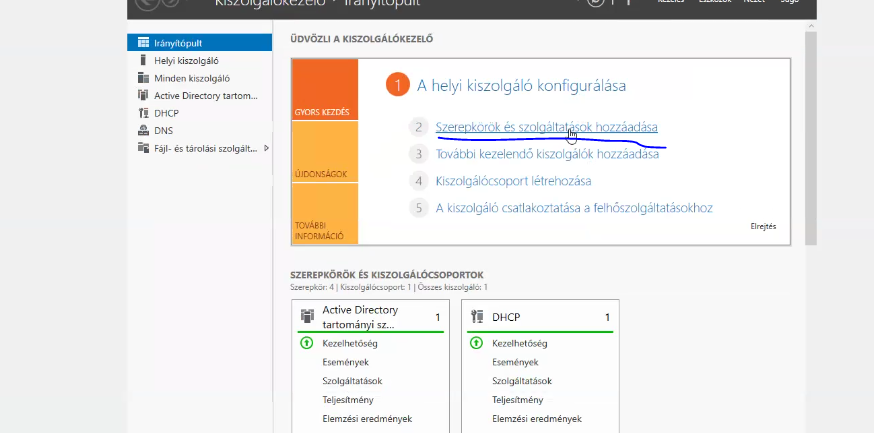 Kiszolgálókezelő · Irányítópult
Kezelés Eszközök Nézet Súgó
Irányítópult
Helyi kiszolgáló
Minden kiszolgáló
Active Directory tartom...
DHCP
DNS
Fájl- és tárolási szolgált...
ÜDVÖZLI A KISZOLGÁLÓKEZELŐ
GYORS KEZDÉS
ÚJDONSÁGOK
TOVÁBBI
INFORMÁCIÓ
1 A helyi kiszolgáló konfigurálása
2 Szerepkörök és szolgáltatások hozzáadása
3 További kezelendő kiszolgálók hozzáadása
4 Kiszolgálócsoport létrehozása
5 A kiszolgáló csatlakoztatása a felhőszolgáltatásokhoz
Elrejtés
SZEREPKÖRÖK ÉS KISZOLGÁLÓCSOPORTOK
Szerepkör: 4 | Kiszolgálócsoport: 1 | Összes kiszolgáló: 1
Active Directory
tartományi sz... 1
Kezelhetőség
Események
Szolgáltatások
Teljesítmény
Elemzési eredmények
DHCP 1
Kezelhetőség
Események
Szolgáltatások
Teljesítmény
Elemzési eredmények